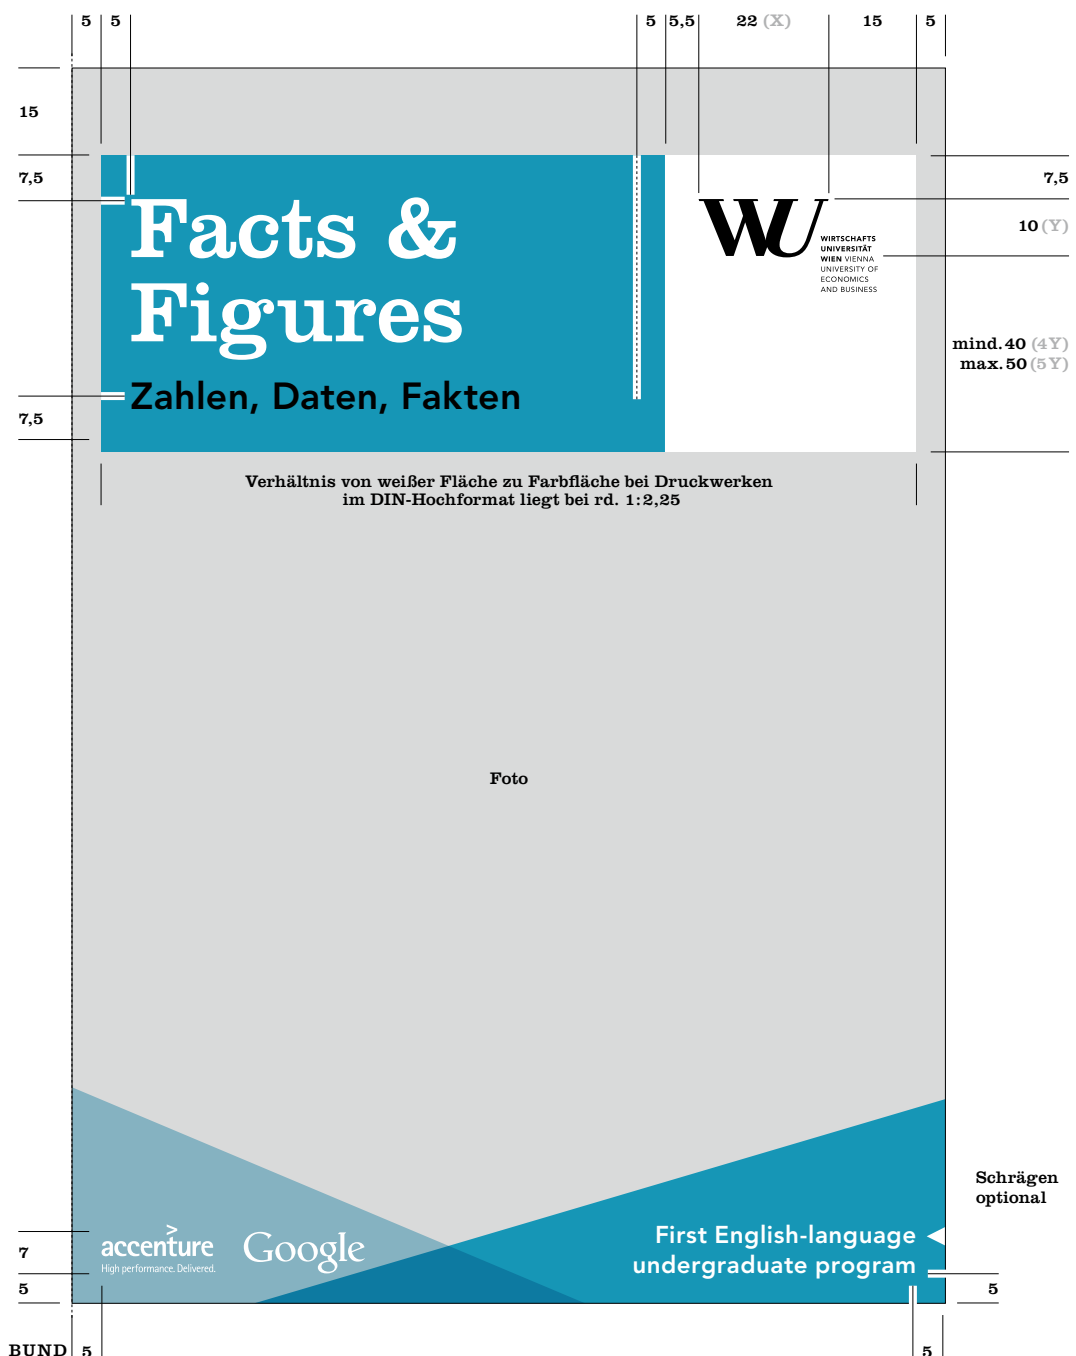 5 5 5 5,5 22 (X) 15 5
15
7,5
7,5
10 (Y)
Facts &
Figures
Zahlen, Daten, Fakten
WU
WIRTSCHAFTS
UNIVERSITÄT
WIEN VIENNA
UNIVERSITY OF
ECONOMICS
AND BUSINESS
mind. 40 (4Y)
max. 50 (5Y)
7,5
Verhältnis von weißer Fläche zu Farbfläche bei Druckwerken
im DIN-Hochformat liegt bei rd. 1:2,25
Foto
Schrägen
optional
accenture
High performance. Delivered.
Google
First English-language
undergraduate program
7
5
5
BUND 5 5